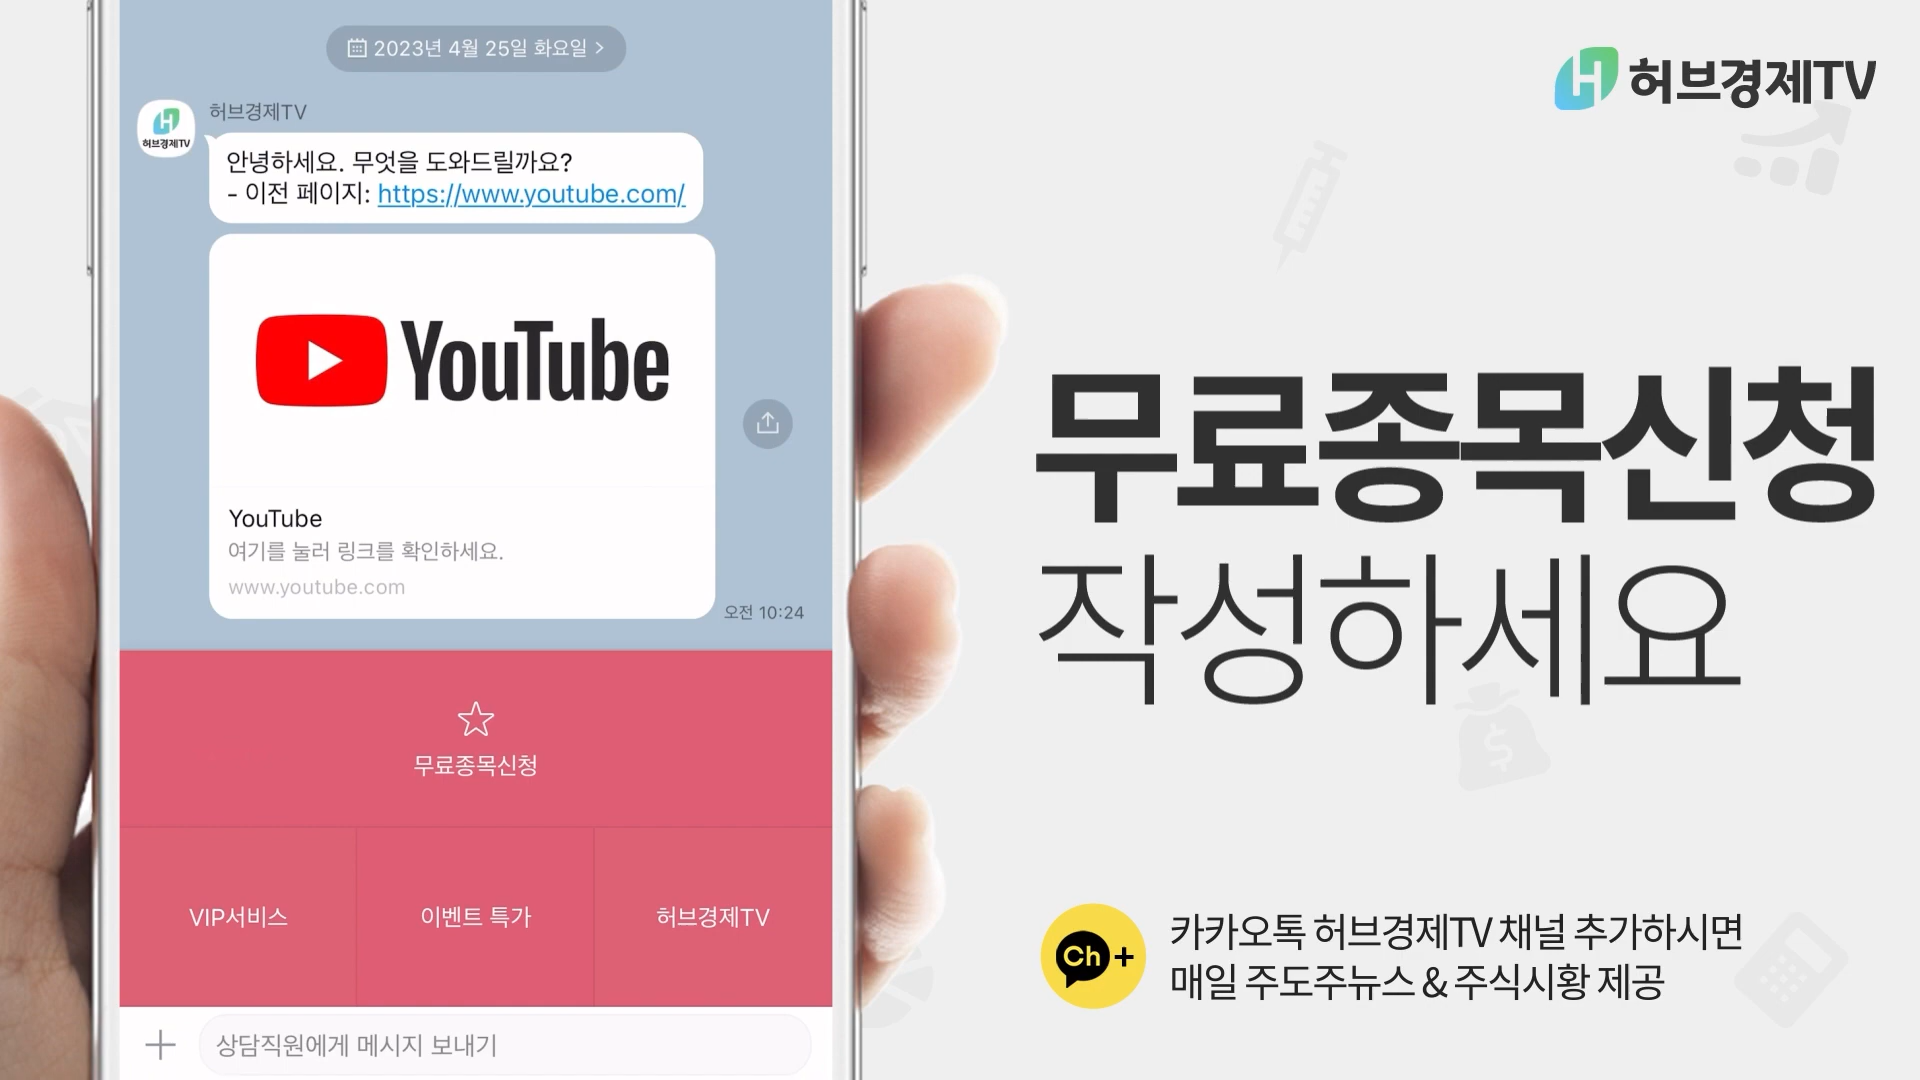 2023년 4월 25일 화요일 >
허브경제TV
허브경제TV
안녕하세요. 무엇을 도와드릴까요?
- 이전 페이지: https://www.youtube.com/
YouTube
YouTube
여기를 눌러 링크를 확인하세요.
www.youtube.com
오전 10:24
무료종목신청
VIP서비스
이벤트 특가
허브경제TV
상담직원에게 메시지 보내기
허브경제TV
무료종목신청
작성하세요
Ch+
카카오톡 허브경제TV 채널 추가하시면
매일 주도주뉴스 & 주식시황 제공